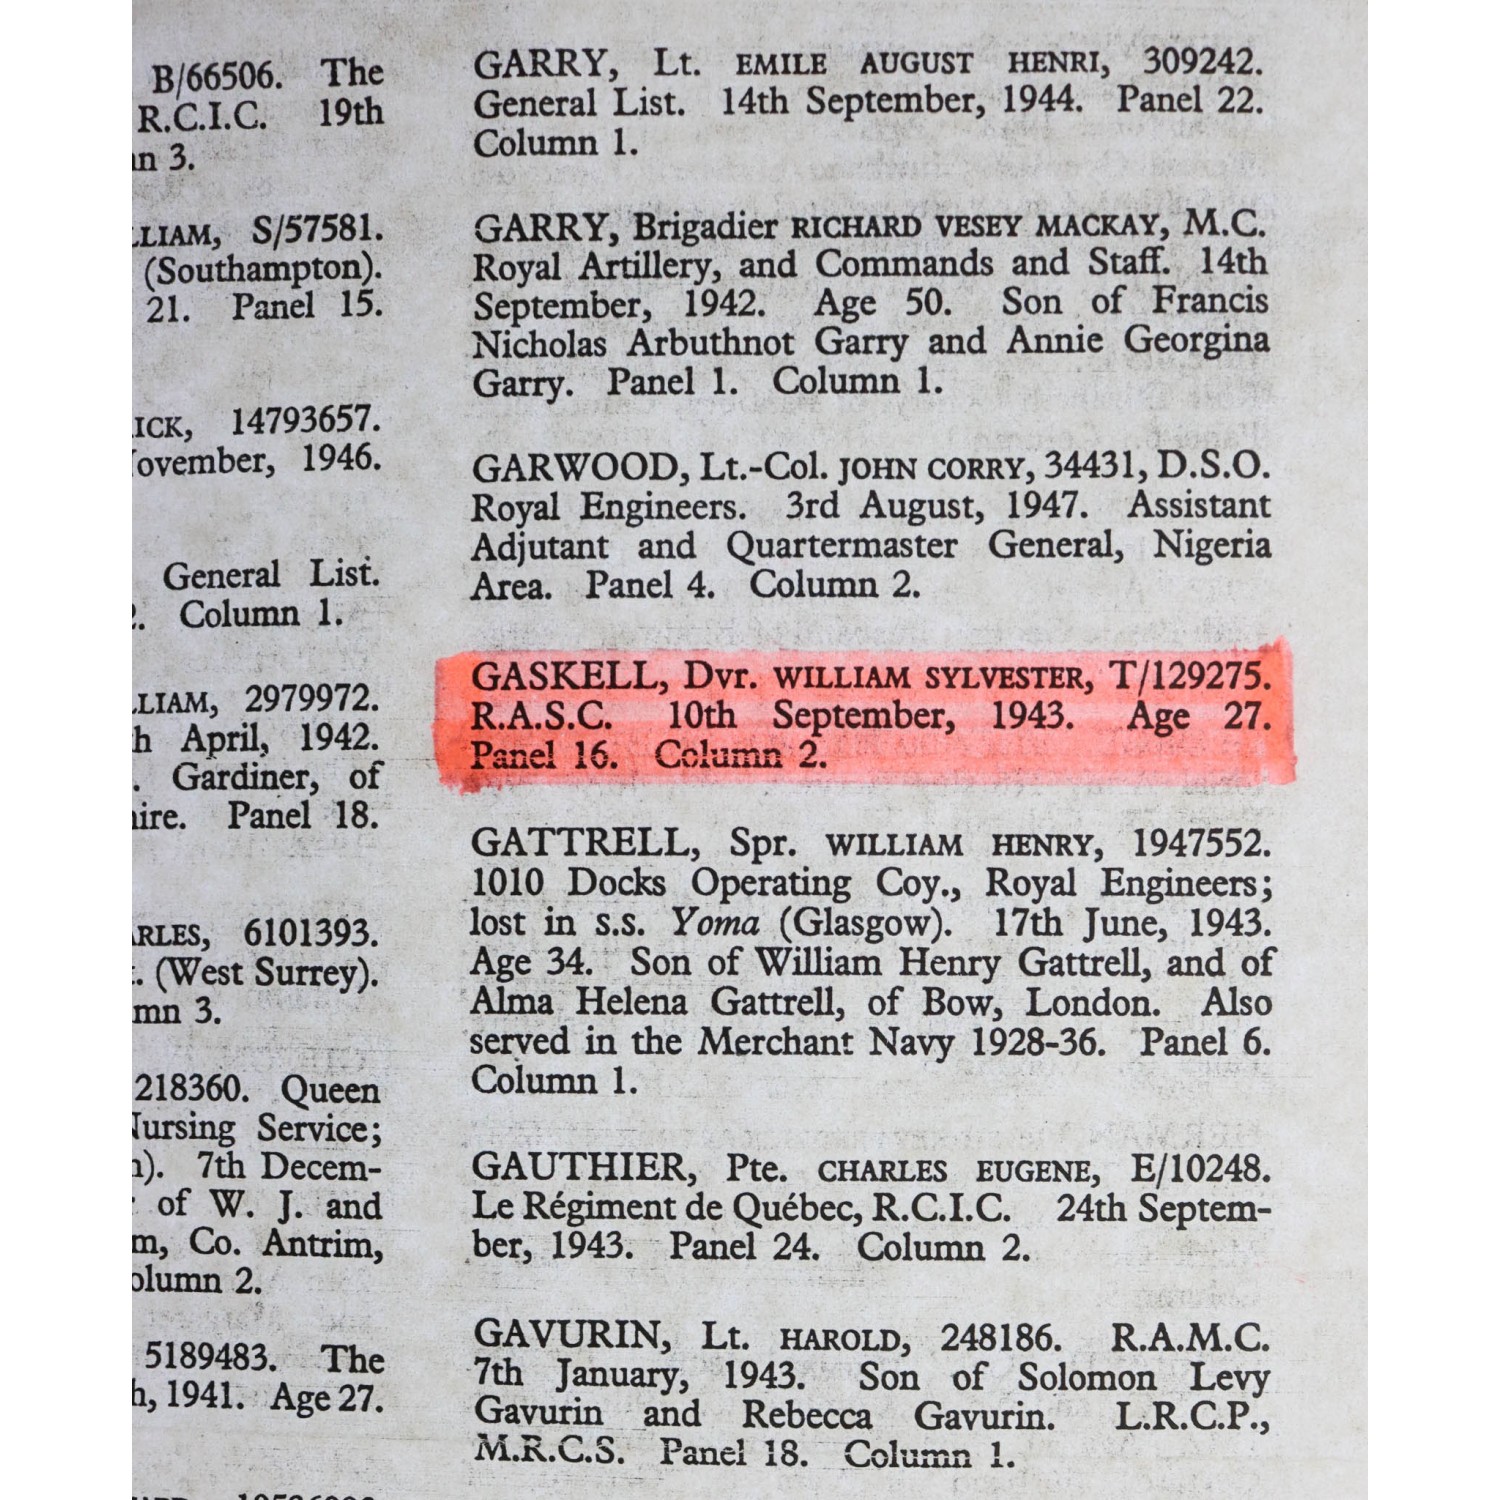 B/66506. The
R.C.I.C. 19th
n 3.
LLIAM, S/57581.
(Southampton).
21. Panel 15.
ICK, 14793657.
ovember, 1946.
General List.
Column 1.
LLIAM, 2979972.
h April, 1942.
. Gardiner, of
ire. Panel 18.
RLES, 6101393.
. (West Surrey).
mn 3.
218360. Queen
ursing Service;
). 7th Decem-
of W. J. and
m, Co. Antrim,
olumn 2.
5189483. The
h, 1941. Age 27.
GARRY, Lt. EMILE AUGUST HENRI, 309242.
General List. 14th September, 1944. Panel 22.
Column 1.
GARRY, Brigadier RICHARD VESEY MACKAY, M.C.
Royal Artillery, and Commands and Staff. 14th
September, 1942. Age 50. Son of Francis
Nicholas Arbuthnot Garry and Annie Georgina
Garry. Panel 1. Column 1.
GARWOOD, Lt.-Col. JOHN CORRY, 34431, D.S.O.
Royal Engineers. 3rd August, 1947. Assistant
Adjutant and Quartermaster General, Nigeria
Area. Panel 4. Column 2.
GASKELL, Dvr. WILLIAM SYLVESTER, T/129275.
R.A.S.C. 10th September, 1943. Age 27.
Panel 16. Column 2.
GATTRELL, Spr. WILLIAM HENRY, 1947552.
1010 Docks Operating Coy., Royal Engineers;
lost in s.s. Yoma (Glasgow). 17th June, 1943.
Age 34. Son of William Henry Gattrell, and of
Alma Helena Gattrell, of Bow, London. Also
served in the Merchant Navy 1928-36. Panel 6.
Column 1.
GAUTHIER, Pte. CHARLES EUGENE, E/10248.
Le Régiment de Québec, R.C.I.C. 24th Septem-
ber, 1943. Panel 24. Column 2.
GAVURIN, Lt. HAROLD, 248186. R.A.M.C.
7th January, 1943. Son of Solomon Levy
Gavurin and Rebecca Gavurin. L.R.C.P.,
M.R.C.S. Panel 18. Column 1.